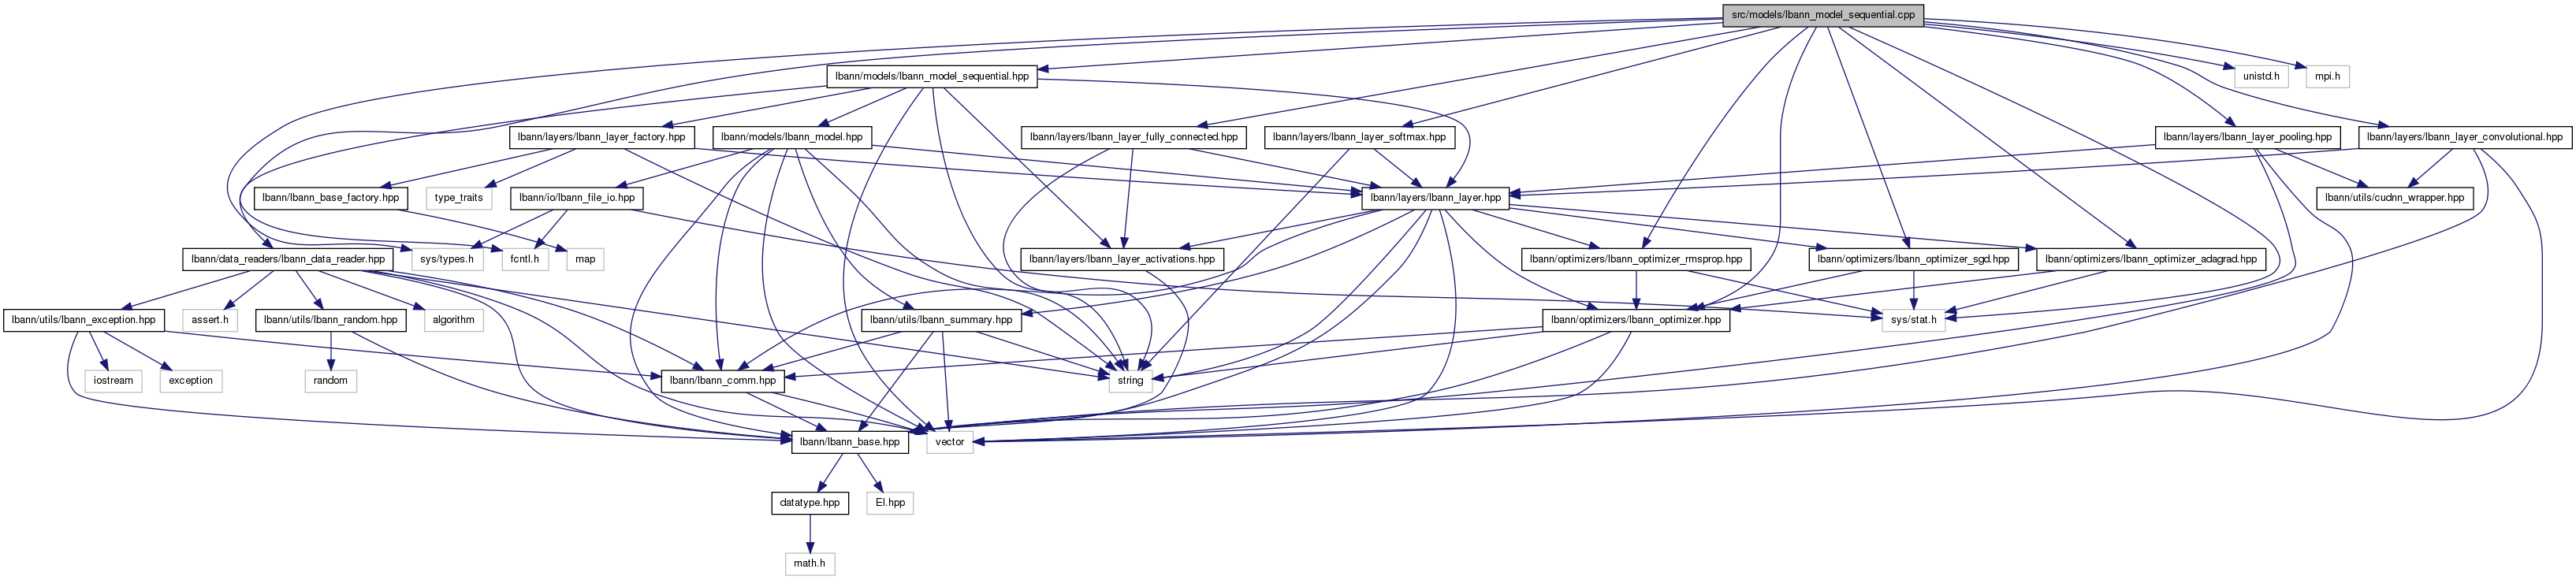 src/models/lbann_model_sequential.cpp
lbann/models/lbann_model_sequential.hpp
unistd.h
mpi.h
lbann/layers/lbann_layer_factory.hpp
lbann/models/lbann_model.hpp
lbann/layers/lbann_layer_fully_connected.hpp
lbann/layers/lbann_layer_softmax.hpp
lbann/layers/lbann_layer_pooling.hpp
lbann/layers/lbann_layer_convolutional.hpp
lbann/lbann_base_factory.hpp
type_traits
lbann/io/lbann_file_io.hpp
lbann/layers/lbann_layer.hpp
lbann/utils/cudnn_wrapper.hpp
lbann/data_readers/lbann_data_reader.hpp
sys/types.h
fcntl.h
map
lbann/layers/lbann_layer_activations.hpp
lbann/optimizers/lbann_optimizer_rmsprop.hpp
lbann/optimizers/lbann_optimizer_sgd.hpp
lbann/optimizers/lbann_optimizer_adagrad.hpp
lbann/utils/lbann_exception.hpp
assert.h
lbann/utils/lbann_random.hpp
algorithm
lbann/utils/lbann_summary.hpp
lbann/optimizers/lbann_optimizer.hpp
sys/stat.h
iostream
exception
random
lbann/lbann_comm.hpp
string
lbann/lbann_base.hpp
vector
datatype.hpp
El.hpp
math.h